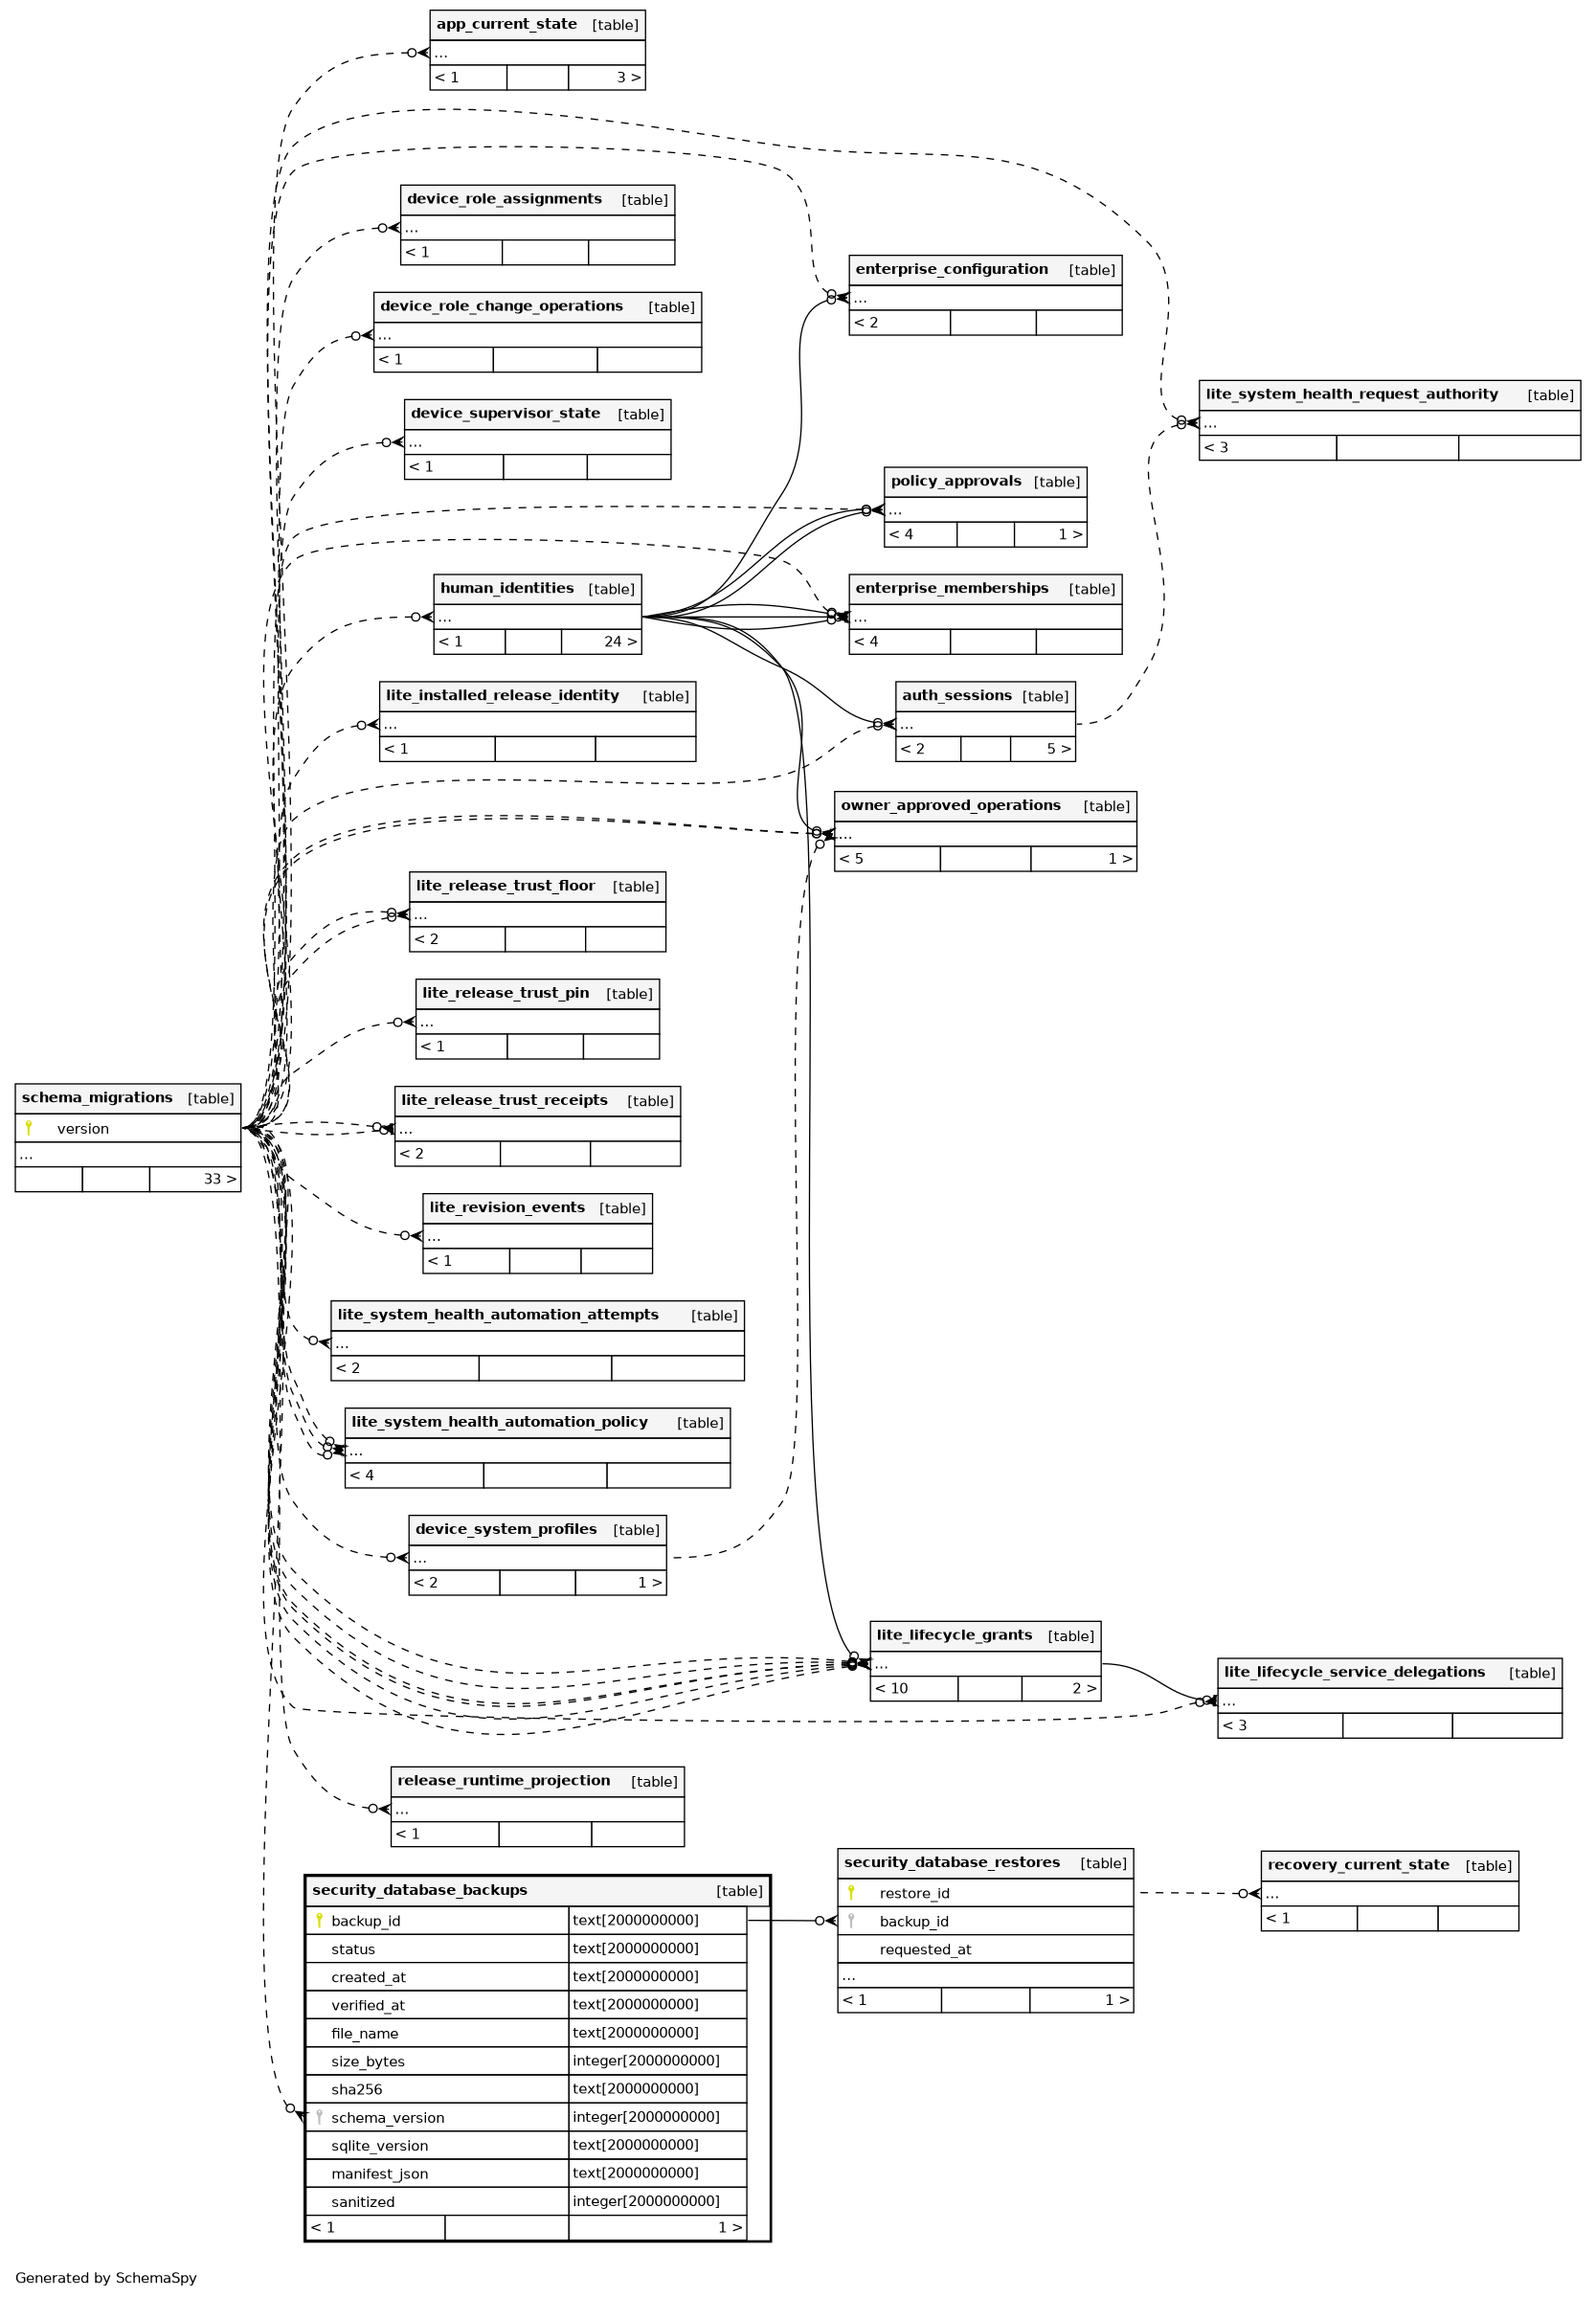 app_current_state [table]
...
< 1 3 >
device_role_assignments [table]
...
< 1
enterprise_configuration [table]
...
< 2
device_role_change_operations [table]
...
< 1
lite_system_health_request_authority [table]
...
< 3
device_supervisor_state [table]
...
< 1
policy_approvals [table]
...
< 4 1 >
human_identities [table]
...
< 1 24 >
enterprise_memberships [table]
...
< 4
lite_installed_release_identity [table]
...
< 1
auth_sessions [table]
...
< 2 5 >
owner_approved_operations [table]
...
< 5 1 >
lite_release_trust_floor [table]
...
< 2
lite_release_trust_pin [table]
...
< 1
schema_migrations [table]
version
...
33 >
lite_release_trust_receipts [table]
...
< 2
lite_revision_events [table]
...
< 1
lite_system_health_automation_attempts [table]
...
< 2
lite_system_health_automation_policy [table]
...
< 4
device_system_profiles [table]
...
< 2 1 >
lite_lifecycle_grants [table]
...
< 10 2 >
lite_lifecycle_service_delegations [table]
...
< 3
release_runtime_projection [table]
...
< 1
security_database_restores [table]
restore_id
backup_id
requested_at
...
< 1 1 >
recovery_current_state [table]
...
< 1
security_database_backups [table]
backup_id text[2000000000]
status text[2000000000]
created_at text[2000000000]
verified_at text[2000000000]
file_name text[2000000000]
size_bytes integer[2000000000]
sha256 text[2000000000]
schema_version integer[2000000000]
sqlite_version text[2000000000]
manifest_json text[2000000000]
sanitized integer[2000000000]
< 1 1 >
Generated by SchemaSpy